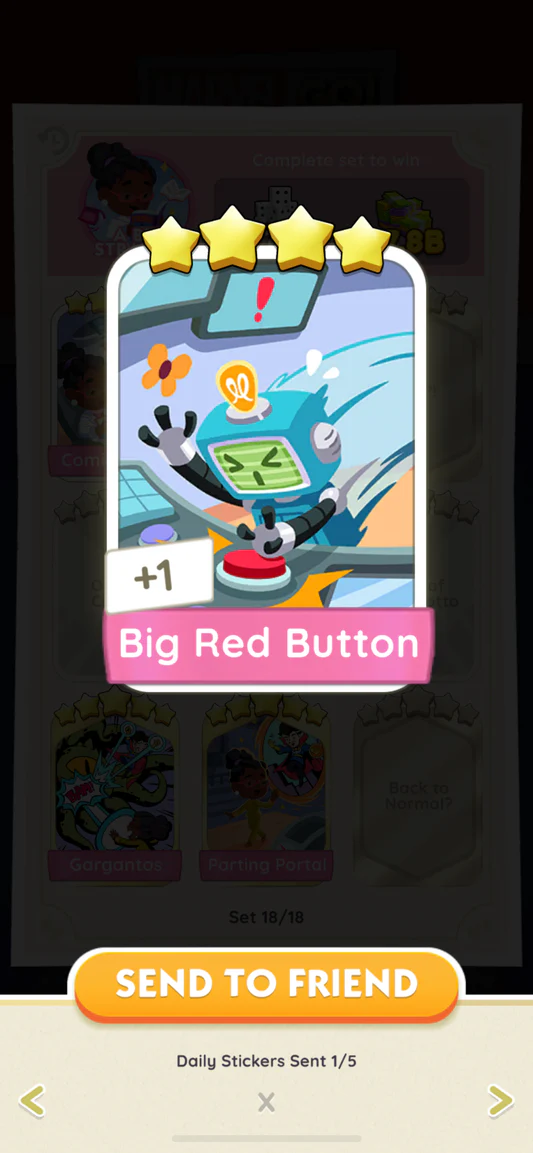 Complete set to win
!
+1
Big Red Button
Back to
Normal?
Gargantos
Parting Portal
Set 18/18
SEND TO FRIEND
Daily Stickers Sent 1/5
X